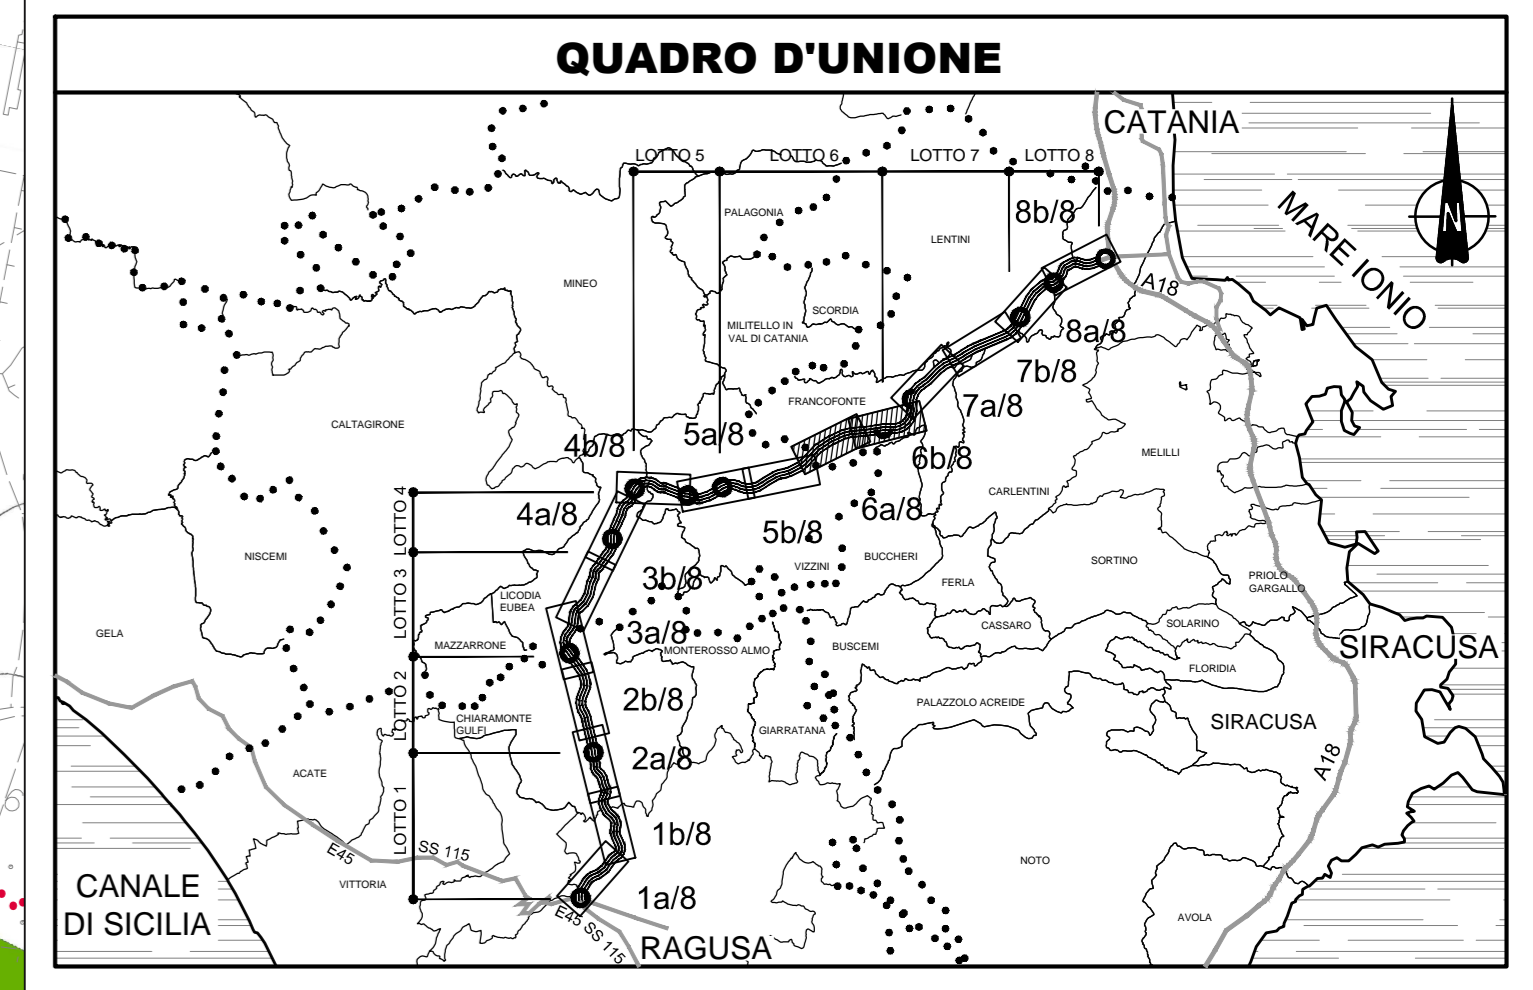 QUADRO D'UNIONE
CATANIA
LOTTO 5
LOTTO 6
LOTTO 7
LOTTO 8
PALAGONIA
8b/8
LENTINI
N
MARE IONIO
MINEO
A18
SCORDIA
MILITELLO IN
VAL DI CATANIA
8a/8
7b/8
FRANCOFONTE
7a/8
CALTAGIRONE
5a/8
4b/8
6b/8
MELILLI
CARLENTINI
LOTTO 4
4a/8
6a/8
5b/8
NISCEMI
VIZZINI
BUCCHERI
SORTINO
FERLA
PRIOLO
GARGALLO
3b/8
LOTTO 3
LICODIA
EUBEA
GELA
3a/8
CASSARO
SOLARINO
MAZZARRONE
MONTEROSSO ALMO
BUSCEMI
SIRACUSA
FLORIDIA
LOTTO 2
2b/8
PALAZZOLO ACREIDE
CHIARAMONTE
GULFI
GIARRATANA
SIRACUSA
2a/8
ACATE
A18
LOTTO 1
1b/8
E45
SS 115
NOTO
VITTORIA
CANALE
DI SICILIA
1a/8
E45 SS 115
AVOLA
RAGUSA